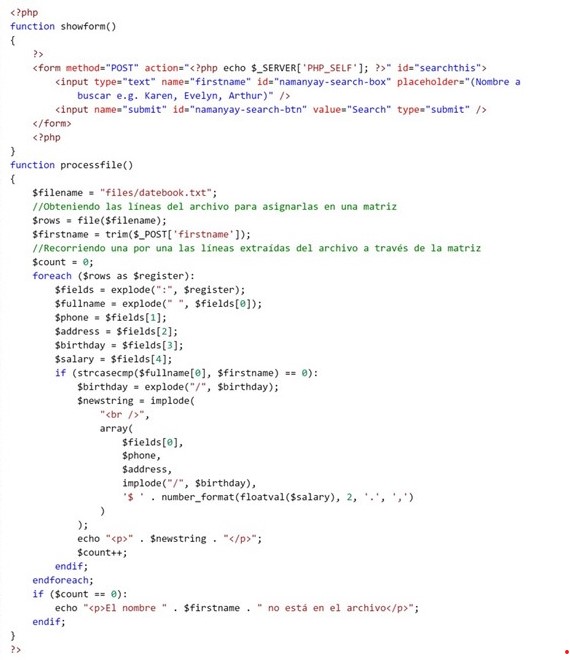 <?php
function showform()
{
    ?>
    <form method="POST" action="<?php echo $_SERVER['PHP_SELF']; ?>" id="searchthis">
        <input type="text" name="firstname" id="namanyay-search-box" placeholder="(Nombre a
            buscar e.g. Karen, Evelyn, Arthur)" />
        <input name="submit" id="namanyay-search-btn" value="Search" type="submit" />
    </form>
    <?php
}
function processfile()
{
    $filename = "files/datebook.txt";
    //Obteniendo las líneas del archivo para asignarlas en una matriz
    $rows = file($filename);
    $firstname = trim($_POST['firstname']);
    //Recorriendo una por una las líneas extraídas del archivo a través de la matriz
    $count = 0;
    foreach ($rows as $register):
        $fields = explode(":", $register);
        $fullname = explode(" ", $fields[0]);
        $phone = $fields[1];
        $address = $fields[2];
        $birthday = $fields[3];
        $salary = $fields[4];
        if (strcasecmp($fullname[0], $firstname) == 0):
            $birthday = explode("/", $birthday);
            $newstring = implode(
                "<br />",
                array(
                    $fields[0],
                    $phone,
                    $address,
                    implode("/", $birthday),
                    '$ ' . number_format(floatval($salary), 2, '.', ',')
                )
            );
            echo "<p>" . $newstring . "</p>";
            $count++;
        endif;
    endforeach;
    if ($count == 0):
        echo "<p>El nombre " . $firstname . " no está en el archivo</p>";
    endif;
}
?>